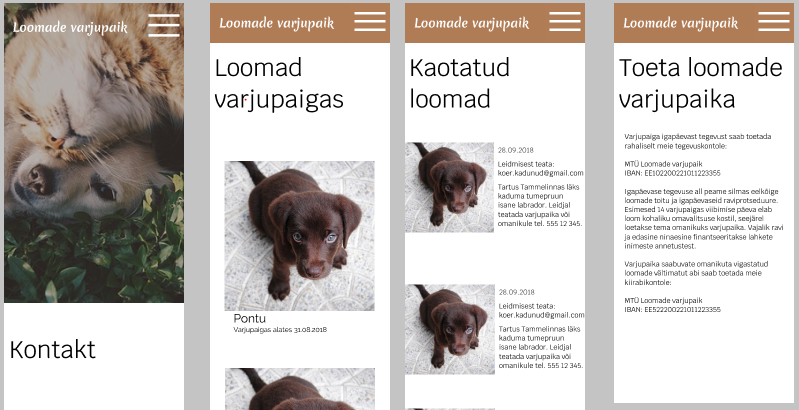 Loomade varjupaik
Kontakt
Loomade varjupaik
Loomad
varjupaigas
Pontu
Varjupaigas alates 31.08.2018
Loomade varjupaik
Kaotatud
loomad
28.09.2018
Leidmisest teata:
koer.kadunud@gmail.com
Tartus Tammelinnas läks
kaduma tumepruun
isane labrador. Leidjal
teatada varjupaika või
omanikule tel. 555 12 345.
28.09.2018
Leidmisest teata:
koer.kadunud@gmail.com
Tartus Tammelinnas läks
kaduma tumepruun
isane labrador. Leidjal
teatada varjupaika või
omanikule tel. 555 12 345.
Loomade varjupaik
Toeta loomade
varjupaika
Varjupaiga igapäevast tegevust saab toetada
rahaliselt meie tegevuskontole:
MTÜ Loomade varjupaik
IBAN: EE102200221011223355
Igapäevase tegevuse all peame silmas eelkõige
loomade toitu ja igapäevaseid raviprotseduure.
Esimesed 14 varjupaigas viibimise päeva elab
loom kohaliku omavalitsuse kostil, seejärel
loetakse tema omanikuks varjupaika. Vajalik ravi
ja edasine ninaesine finantseeritakse lahkete
inimeste annetustest.
Varjupaika saabuvate omanikuta vigastatud
loomade vältimatut abi saab toetada meie
kiirabikontole:
MTÜ Loomade varjupaik
IBAN: EE522200221011223355